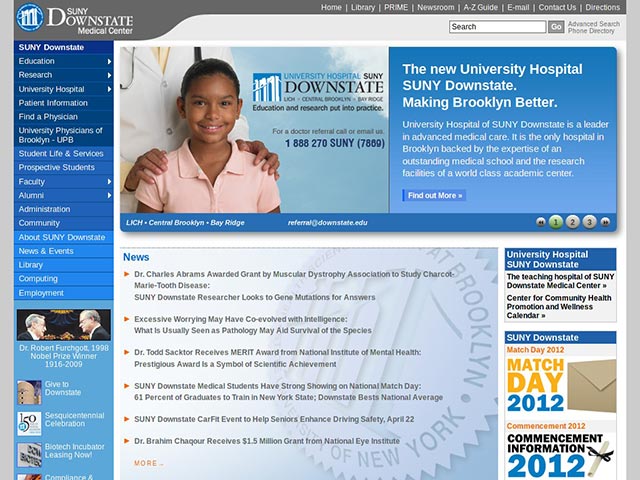 SUNY
DOWNSTATE
Medical Center
Home | Library | PRIME | Newsroom | A-Z Guide | E-mail | Contact Us | Directions
Search
Go
Advanced Search
Phone Directory
SUNY Downstate
Education
Research
University Hospital
Patient Information
Find a Physician
University Physicians of
Brooklyn - UPB
Student Life & Services
Prospective Students
Faculty
Alumni
Administration
Community
About SUNY Downstate
News & Events
Library
Computing
Employment
Dr. Robert Furchgott, 1998
Nobel Prize Winner
1916-2009
Give to
Downstate
Sesquicentennial
Celebration
Biotech Incubator
Leasing Now!
Compliance &
UNIVERSITY HOSPITAL SUNY
DOWNSTATE
LICH • CENTRAL BROOKLYN • BAY RIDGE
Education and research put into practice.
For a doctor referral call or email us.
1 888 270 SUNY (7869)
The new University Hospital
SUNY Downstate.
Making Brooklyn Better.
University Hospital of SUNY Downstate is a leader
in advanced medical care. It is the only hospital in
Brooklyn backed by the expertise of an
outstanding medical school and the research
facilities of a world class academic center.
Find out More »
LICH • Central Brooklyn • Bay Ridge
referral@downstate.edu
1 2 3
News
Dr. Charles Abrams Awarded Grant by Muscular Dystrophy Association to Study Charcot-
Marie-Tooth Disease:
SUNY Downstate Researcher Looks to Gene Mutations for Answers
Excessive Worrying May Have Co-evolved with Intelligence:
What Is Usually Seen as Pathology May Aid Survival of the Species
Dr. Todd Sacktor Receives MERIT Award from National Institute of Mental Health:
Prestigious Award Is a Symbol of Scientific Achievement
SUNY Downstate Medical Students Have Strong Showing on National Match Day:
61 Percent of Graduates to Train in New York State; Downstate Bests National Average
SUNY Downstate CarFit Event to Help Seniors Enhance Driving Safety, April 22
Dr. Brahim Chaqour Receives $1.5 Million Grant from National Eye Institute
MORE
University Hospital
SUNY Downstate
The teaching hospital of SUNY
Downstate Medical Center »
Center for Community Health
Promotion and Wellness
Calendar »
SUNY Downstate
Match Day 2012
MATCH
DAY
2012
Commencement 2012
COMMENCEMENT
INFORMATION
2012